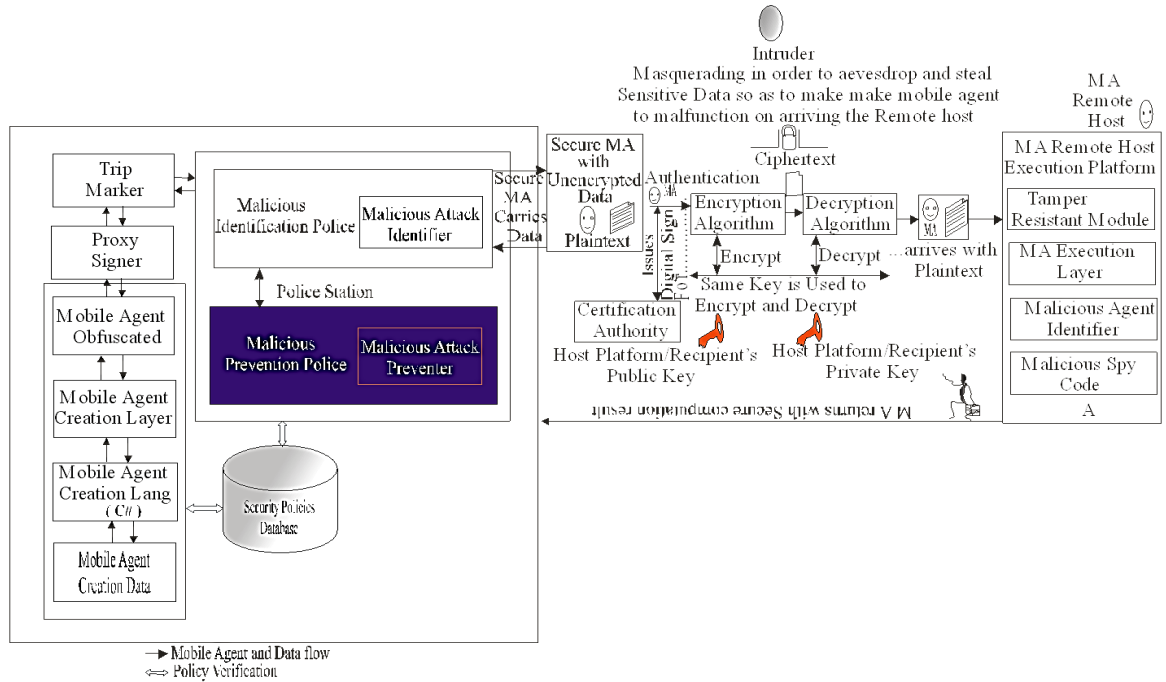 Intruder
Masquerading in order to aevesdrop and steal
Sensitive Data so as to make make mobile agent
to malfunction on arriving the Remote host
MA
Remote
Host
Trip
Marker
Proxy
Signer
Mobile Agent
Obfuscated
Mobile Agent
Creation Layer
Mobile Agent
Creation Lang
( C# )
Mobile Agent
Creation Data
Malicious
Identification Police
Malicious Attack
Identifier
Police Station
Malicious
Prevention Police
Malicious Attack
Preventer
Security Policies
Database
Secure
MA
Carries
Data
Secure MA
with
Unencrypted
Data
Plaintext
Authentication
MA
Issues
Digital Sign
Certification
Authority
Ciphertext
Encryption
Algorithm
Decryption
Algorithm
Encrypt
Decrypt
Same Key is Used to
Encrypt and Decrypt
Host Platform/Recipient's
Public Key
Host Platform/Recipient's
Private Key
MA
...arrives with
Plaintext
MA returns with Secure computation result
MA Remote Host
Execution Platform
Tamper
Resistant Module
MA Execution
Layer
Malicious Agent
Identifier
Malicious Spy
Code
A
Mobile Agent and Data flow
Policy Verification